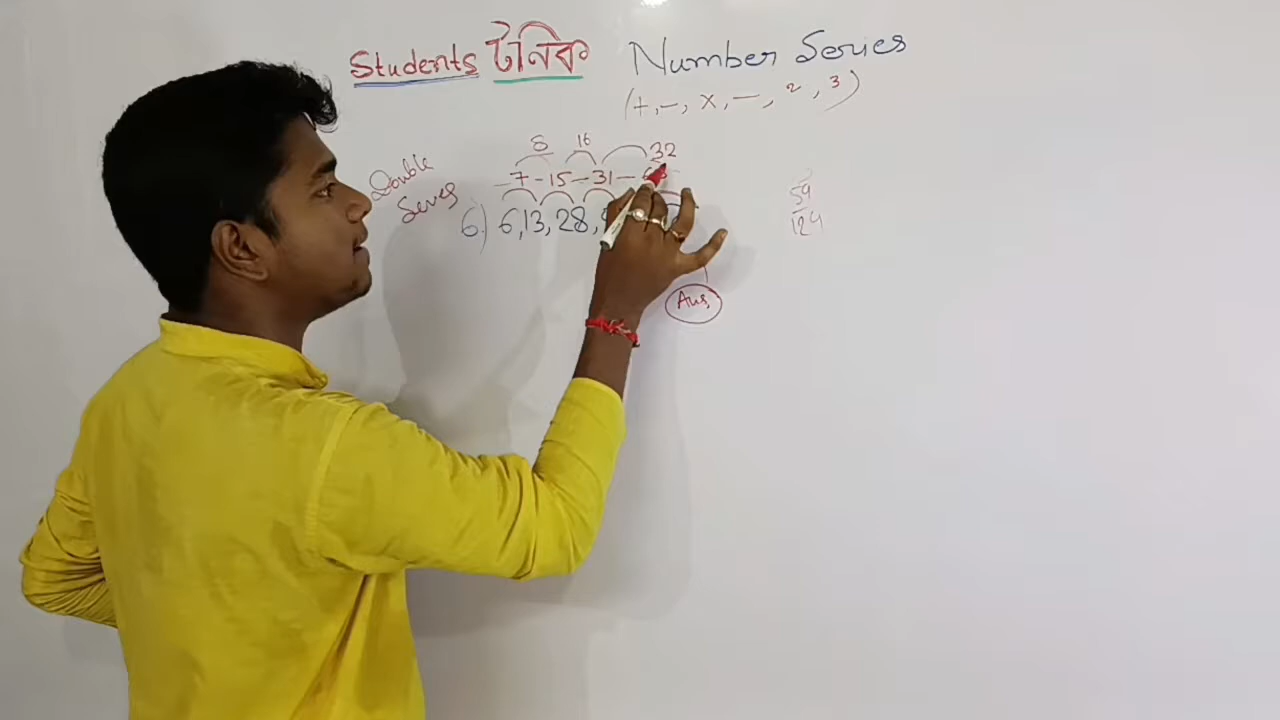 Students টনিক Number Series
(+, -, x, -, 2, 3)
Double Series
8 16 32
- 7 - 15 - 31 -
6.) 6, 13, 28,
59
124
Ans,